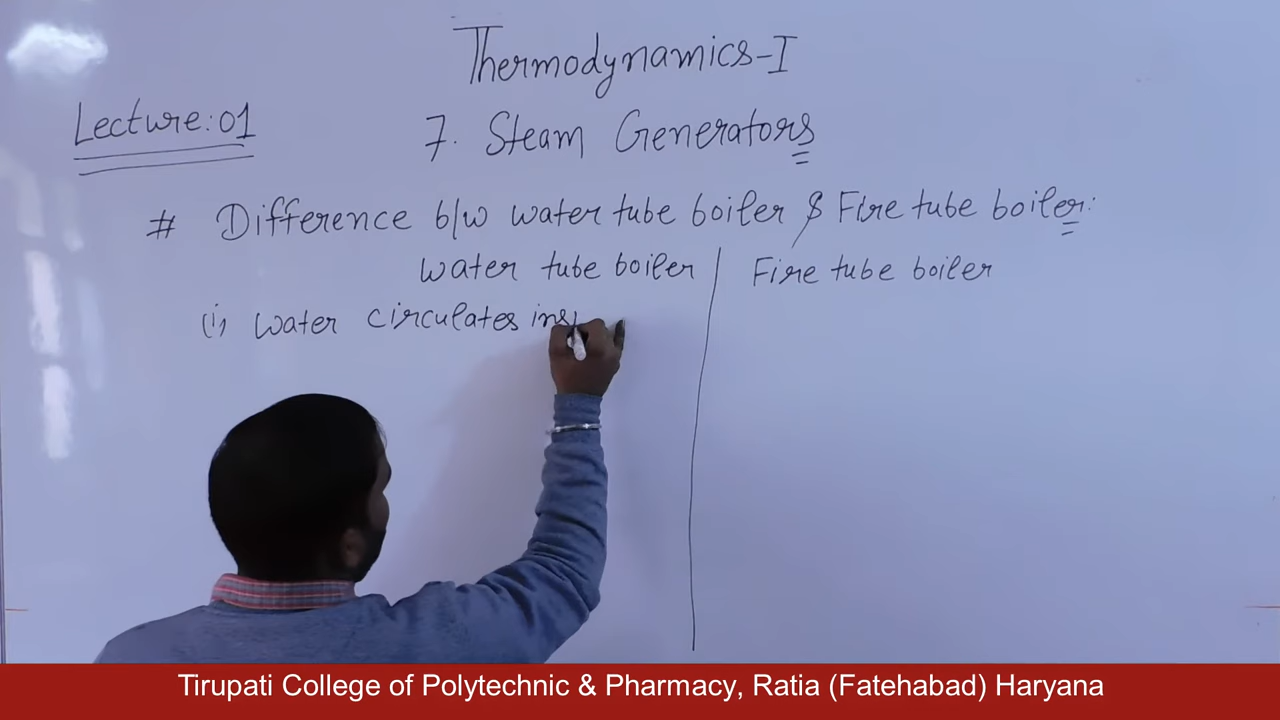 Thermodynamics-I
Lecture: 01
7. Steam Generators
# Difference b/w water tube boiler & Fire tube boiler:
Water tube boiler
Fire tube boiler
(i) Water circulates
Tirupati College of Polytechnic & Pharmacy, Ratia (Fatehabad) Haryana